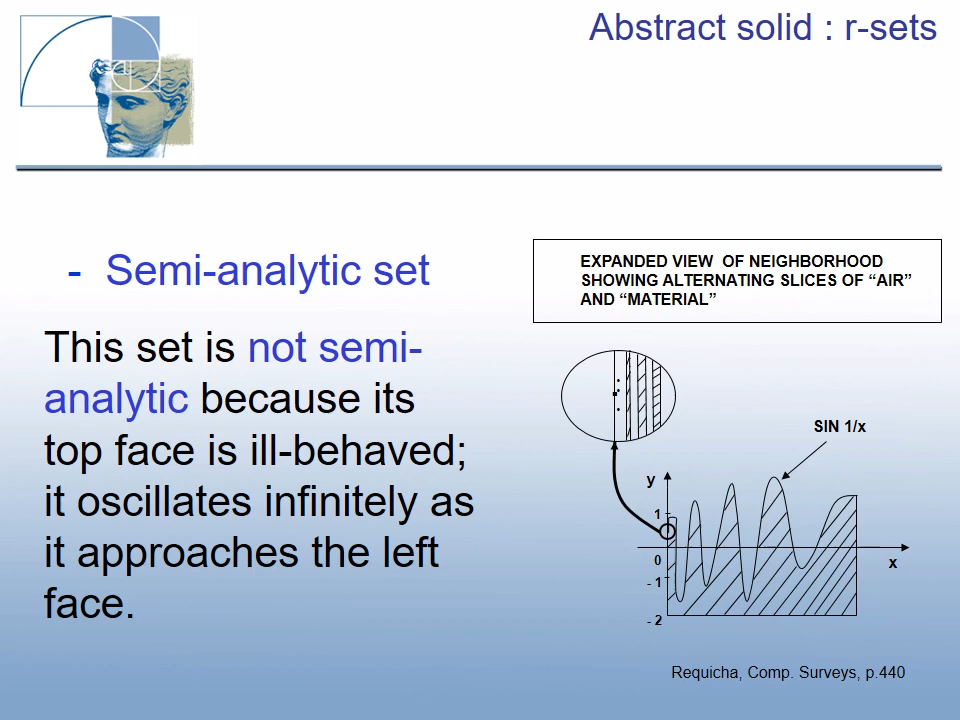 Abstract solid : r-sets
- Semi-analytic set
This set is not semi-
analytic because its
top face is ill-behaved;
it oscillates infinitely as
it approaches the left
face.
EXPANDED VIEW OF NEIGHBORHOOD
SHOWING ALTERNATING SLICES OF “AIR”
AND “MATERIAL”
SIN 1/x
y
1
0
x
- 1
- 2
Requicha, Comp. Surveys, p.440